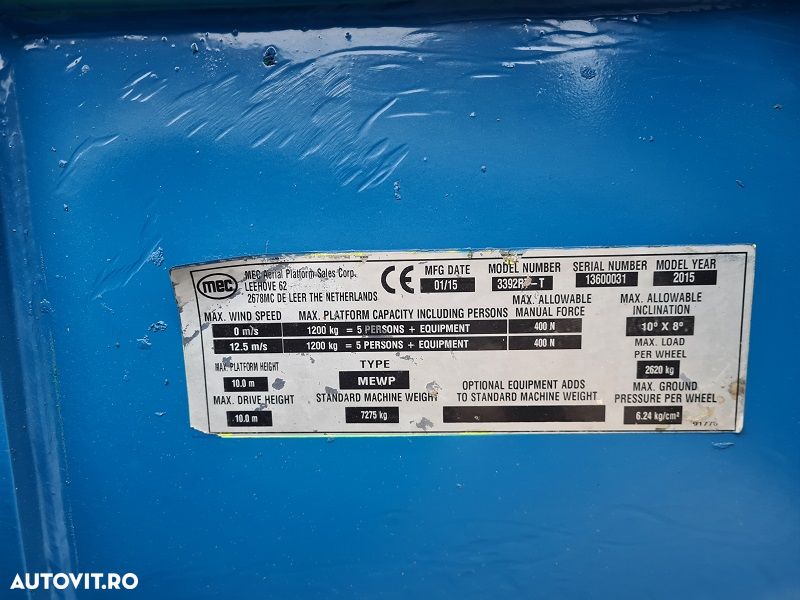 mec
MEC Aerial Platform Sales Corp.
LEEHOVE 62
2678MC DE LEER THE NETHERLANDS
CE
MFG DATE
01/15
MODEL NUMBER
SERIAL NUMBER
13600031
MODEL YEAR
2015
MAX. WIND SPEED
0 m/s
12.5 m/s
MAX. PLATFORM CAPACITY INCLUDING PERSONS
1200 kg = 5 PERSONS + EQUIPMENT
1200 kg = 5 PERSONS + EQUIPMENT
MAX. ALLOWABLE
MANUAL FORCE
400 N
400 N
MAX. ALLOWABLE
INCLINATION
10º X 8º
MAX. LOAD
PER WHEEL
2620 kg
MAX. GROUND
PRESSURE PER WHEEL
6.24 kg/cm²
MAX. PLATFORM HEIGHT
10.0 m
MAX. DRIVE HEIGHT
10.0 m
TYPE
MEWP
STANDARD MACHINE WEIGHT
7275 kg
OPTIONAL EQUIPMENT ADDS
TO STANDARD MACHINE WEIGHT
91775
AUTOVIT.RO